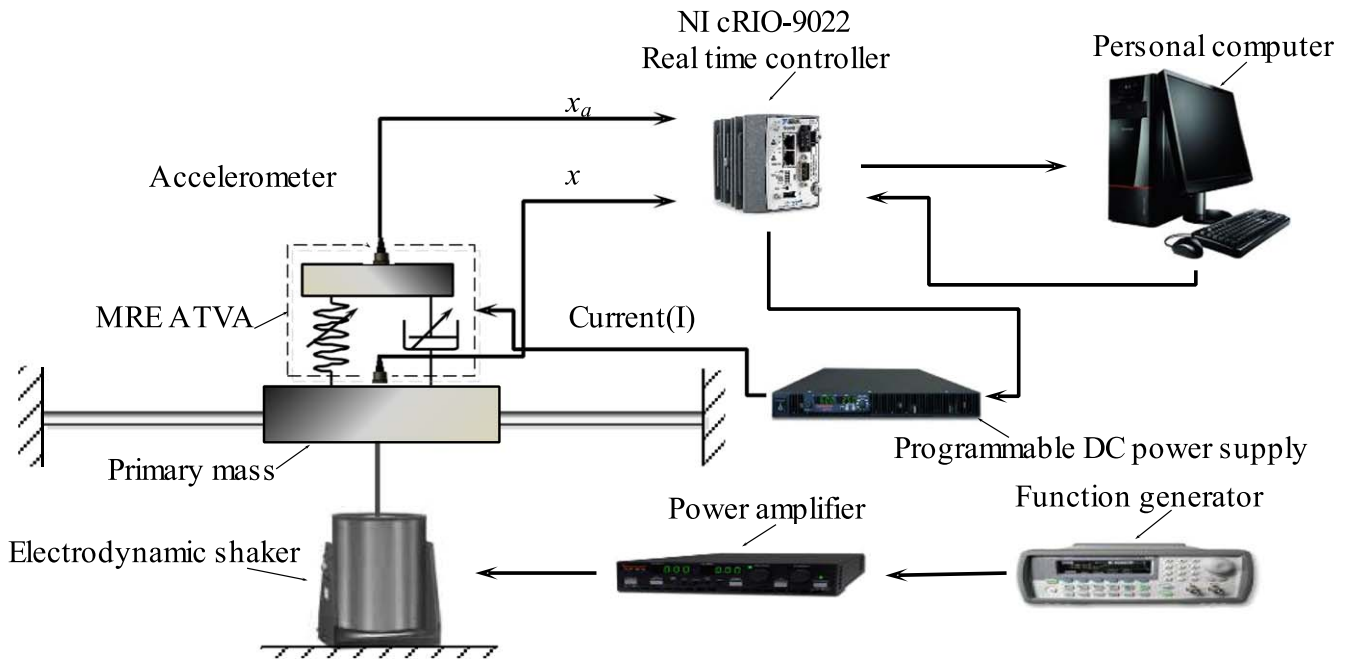 NI cRIO-9022
Real time controller
Personal computer
x_a
Accelerometer
x
MRE ATVA
Current(I)
Programmable DC power supply
Primary mass
Function generator
Power amplifier
Electrodynamic shaker